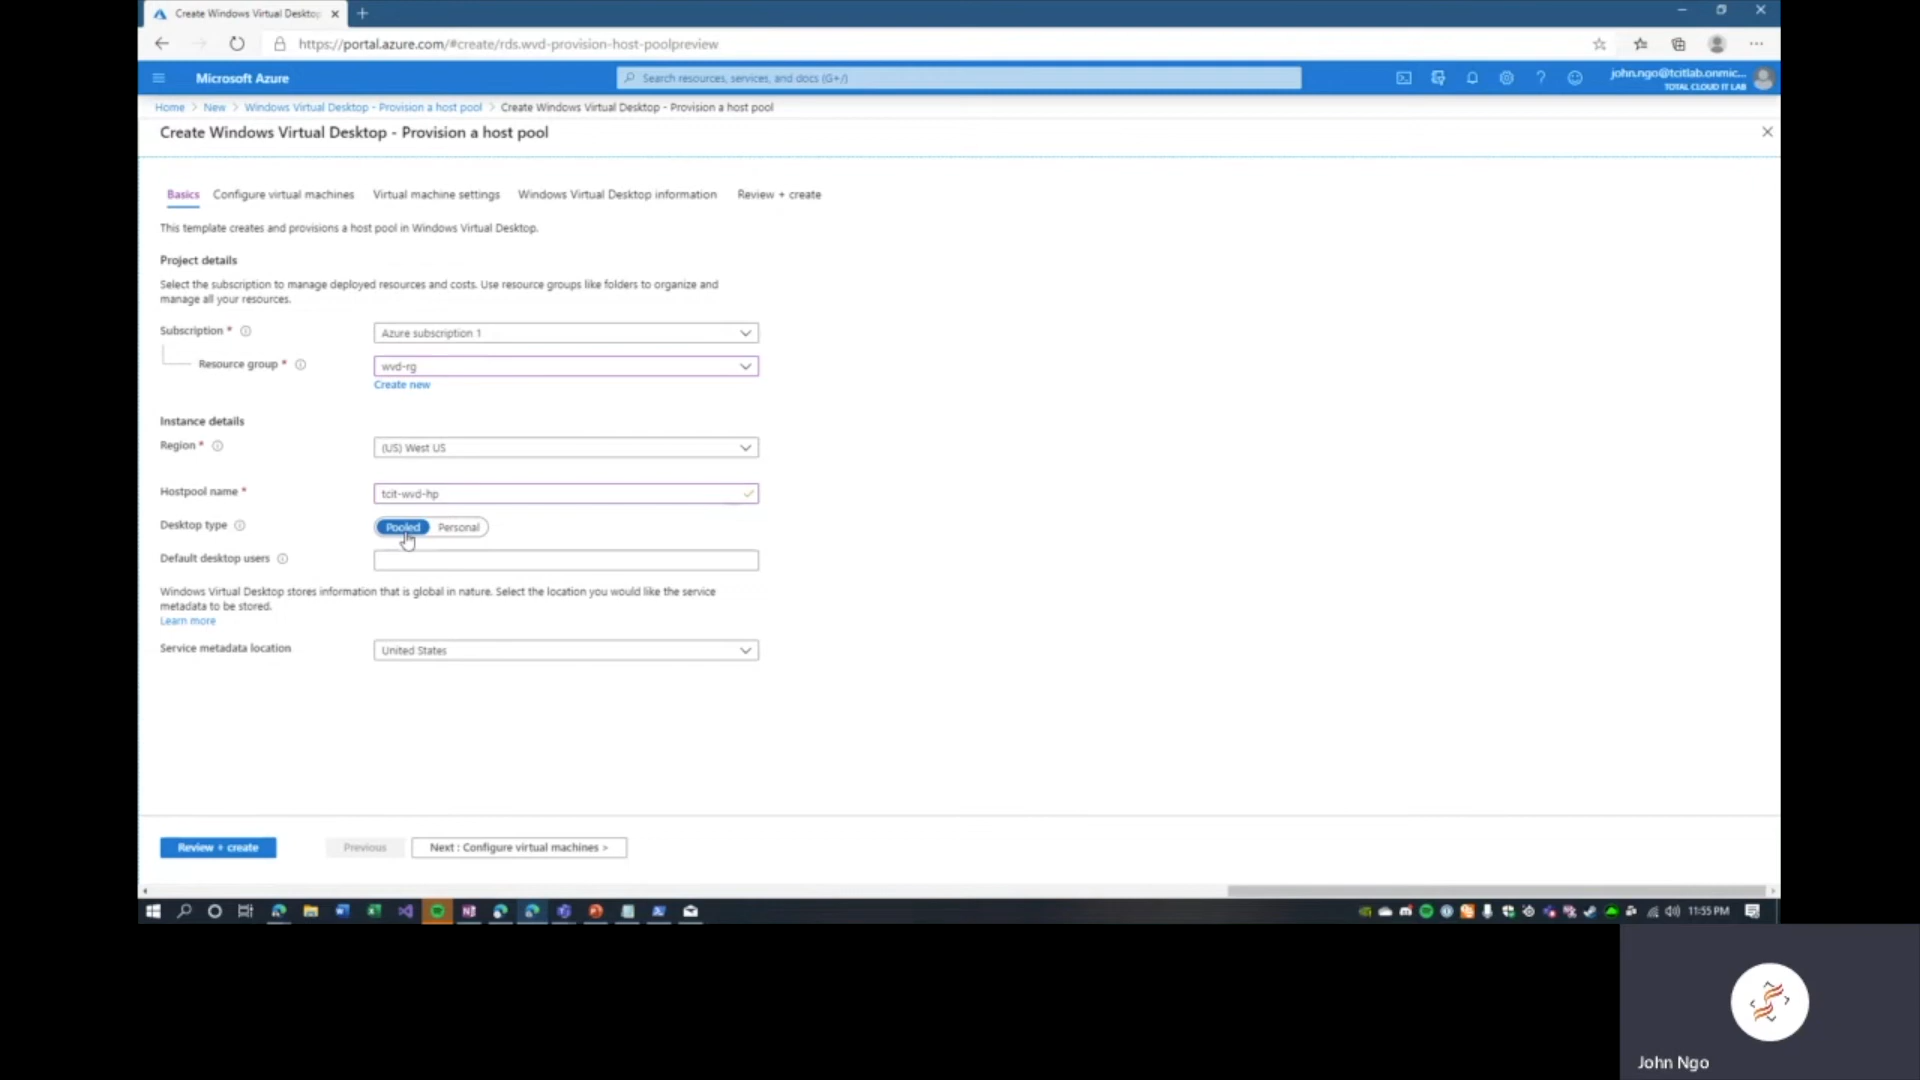 Create Windows Virtual Desktop
https://portal.azure.com/#create/rds.wvd-provision-host-poolpreview
Microsoft Azure
Search resources, services, and docs (G+/)
john.ngo@tcitlab.onmic...
TOTAL CLOUD IT LAB
Home > New > Windows Virtual Desktop - Provision a host pool > Create Windows Virtual Desktop - Provision a host pool
Create Windows Virtual Desktop - Provision a host pool
Basics Configure virtual machines Virtual machine settings Windows Virtual Desktop information Review + create
This template creates and provisions a host pool in Windows Virtual Desktop.
Project details
Select the subscription to manage deployed resources and costs. Use resource groups like folders to organize and
manage all your resources.
Subscription * Azure subscription 1
Resource group * wvd-rg
Create new
Instance details
Region * (US) West US
Hostpool name * tcit-wvd-hp
Desktop type Pooled Personal
Default desktop users
Windows Virtual Desktop stores information that is global in nature. Select the location you would like the service
metadata to be stored.
Learn more
Service metadata location United States
Review + create Previous Next : Configure virtual machines >
11:55 PM
John Ngo